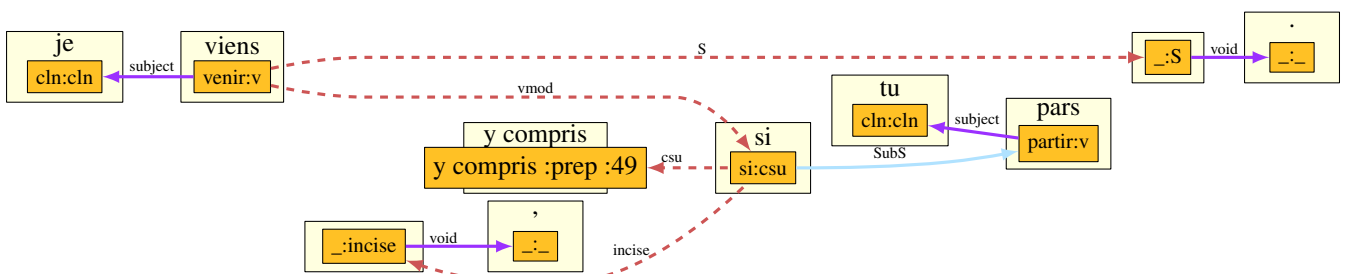 je
cln:cln
subject
viens
venir:v
S
_:S
void
.
_:_
vmod
tu
cln:cln
subject
pars
partir:v
y compris
y compris :prep :49
csu
si
si:csu
SubS
_:incise
void
,
_:_
incise